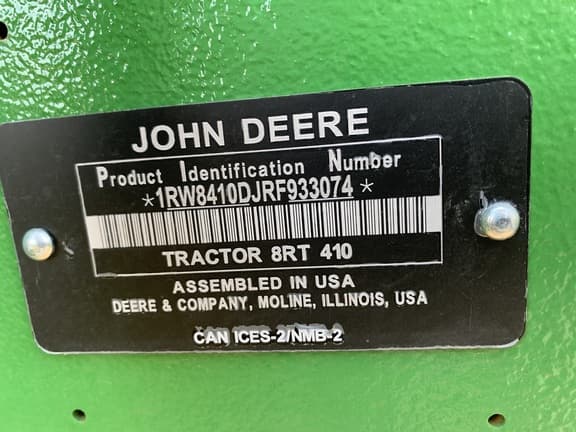 JOHN DEERE
Product Identification Number
*1RW8410DJRF933074*
TRACTOR 8RT 410
ASSEMBLED IN USA
DEERE & COMPANY, MOLINE, ILLINOIS, USA
CAN ICES-2/NMB-2